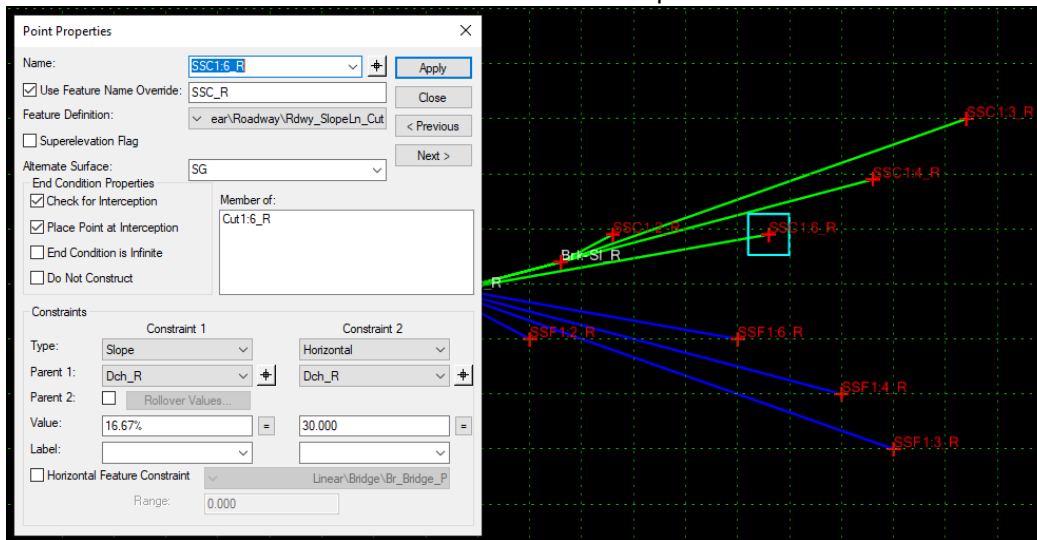 Point Properties
Name: SSC1:6_R Apply
Use Feature Name Override: SSC_R Close
Feature Definition: ear\Roadway\Rdwy_SlopeLn_Cut < Previous
Superelevation Flag Next >
Alternate Surface: SG
End Condition Properties
Check for Interception Member of:
Place Point at Interception Cut1:6_R
End Condition is Infinite
Do Not Construct
Constraints
Constraint 1 Constraint 2
Type: Slope Horizontal
Parent 1: Dch_R Dch_R
Parent 2: Rollover Values...
Value: 16.67% = 30.000 =
Label:
Horizontal Feature Constraint Linear\Bridge\Br_Bridge_P
Range: 0.000
SSC1:3_R
SSC1:4_R
SSC1:2_R
SSC1:6_R
Brk-Sl_R
_R
SSF1:2_R
SSF1:6_R
SSF1:4_R
SSF1:3_R